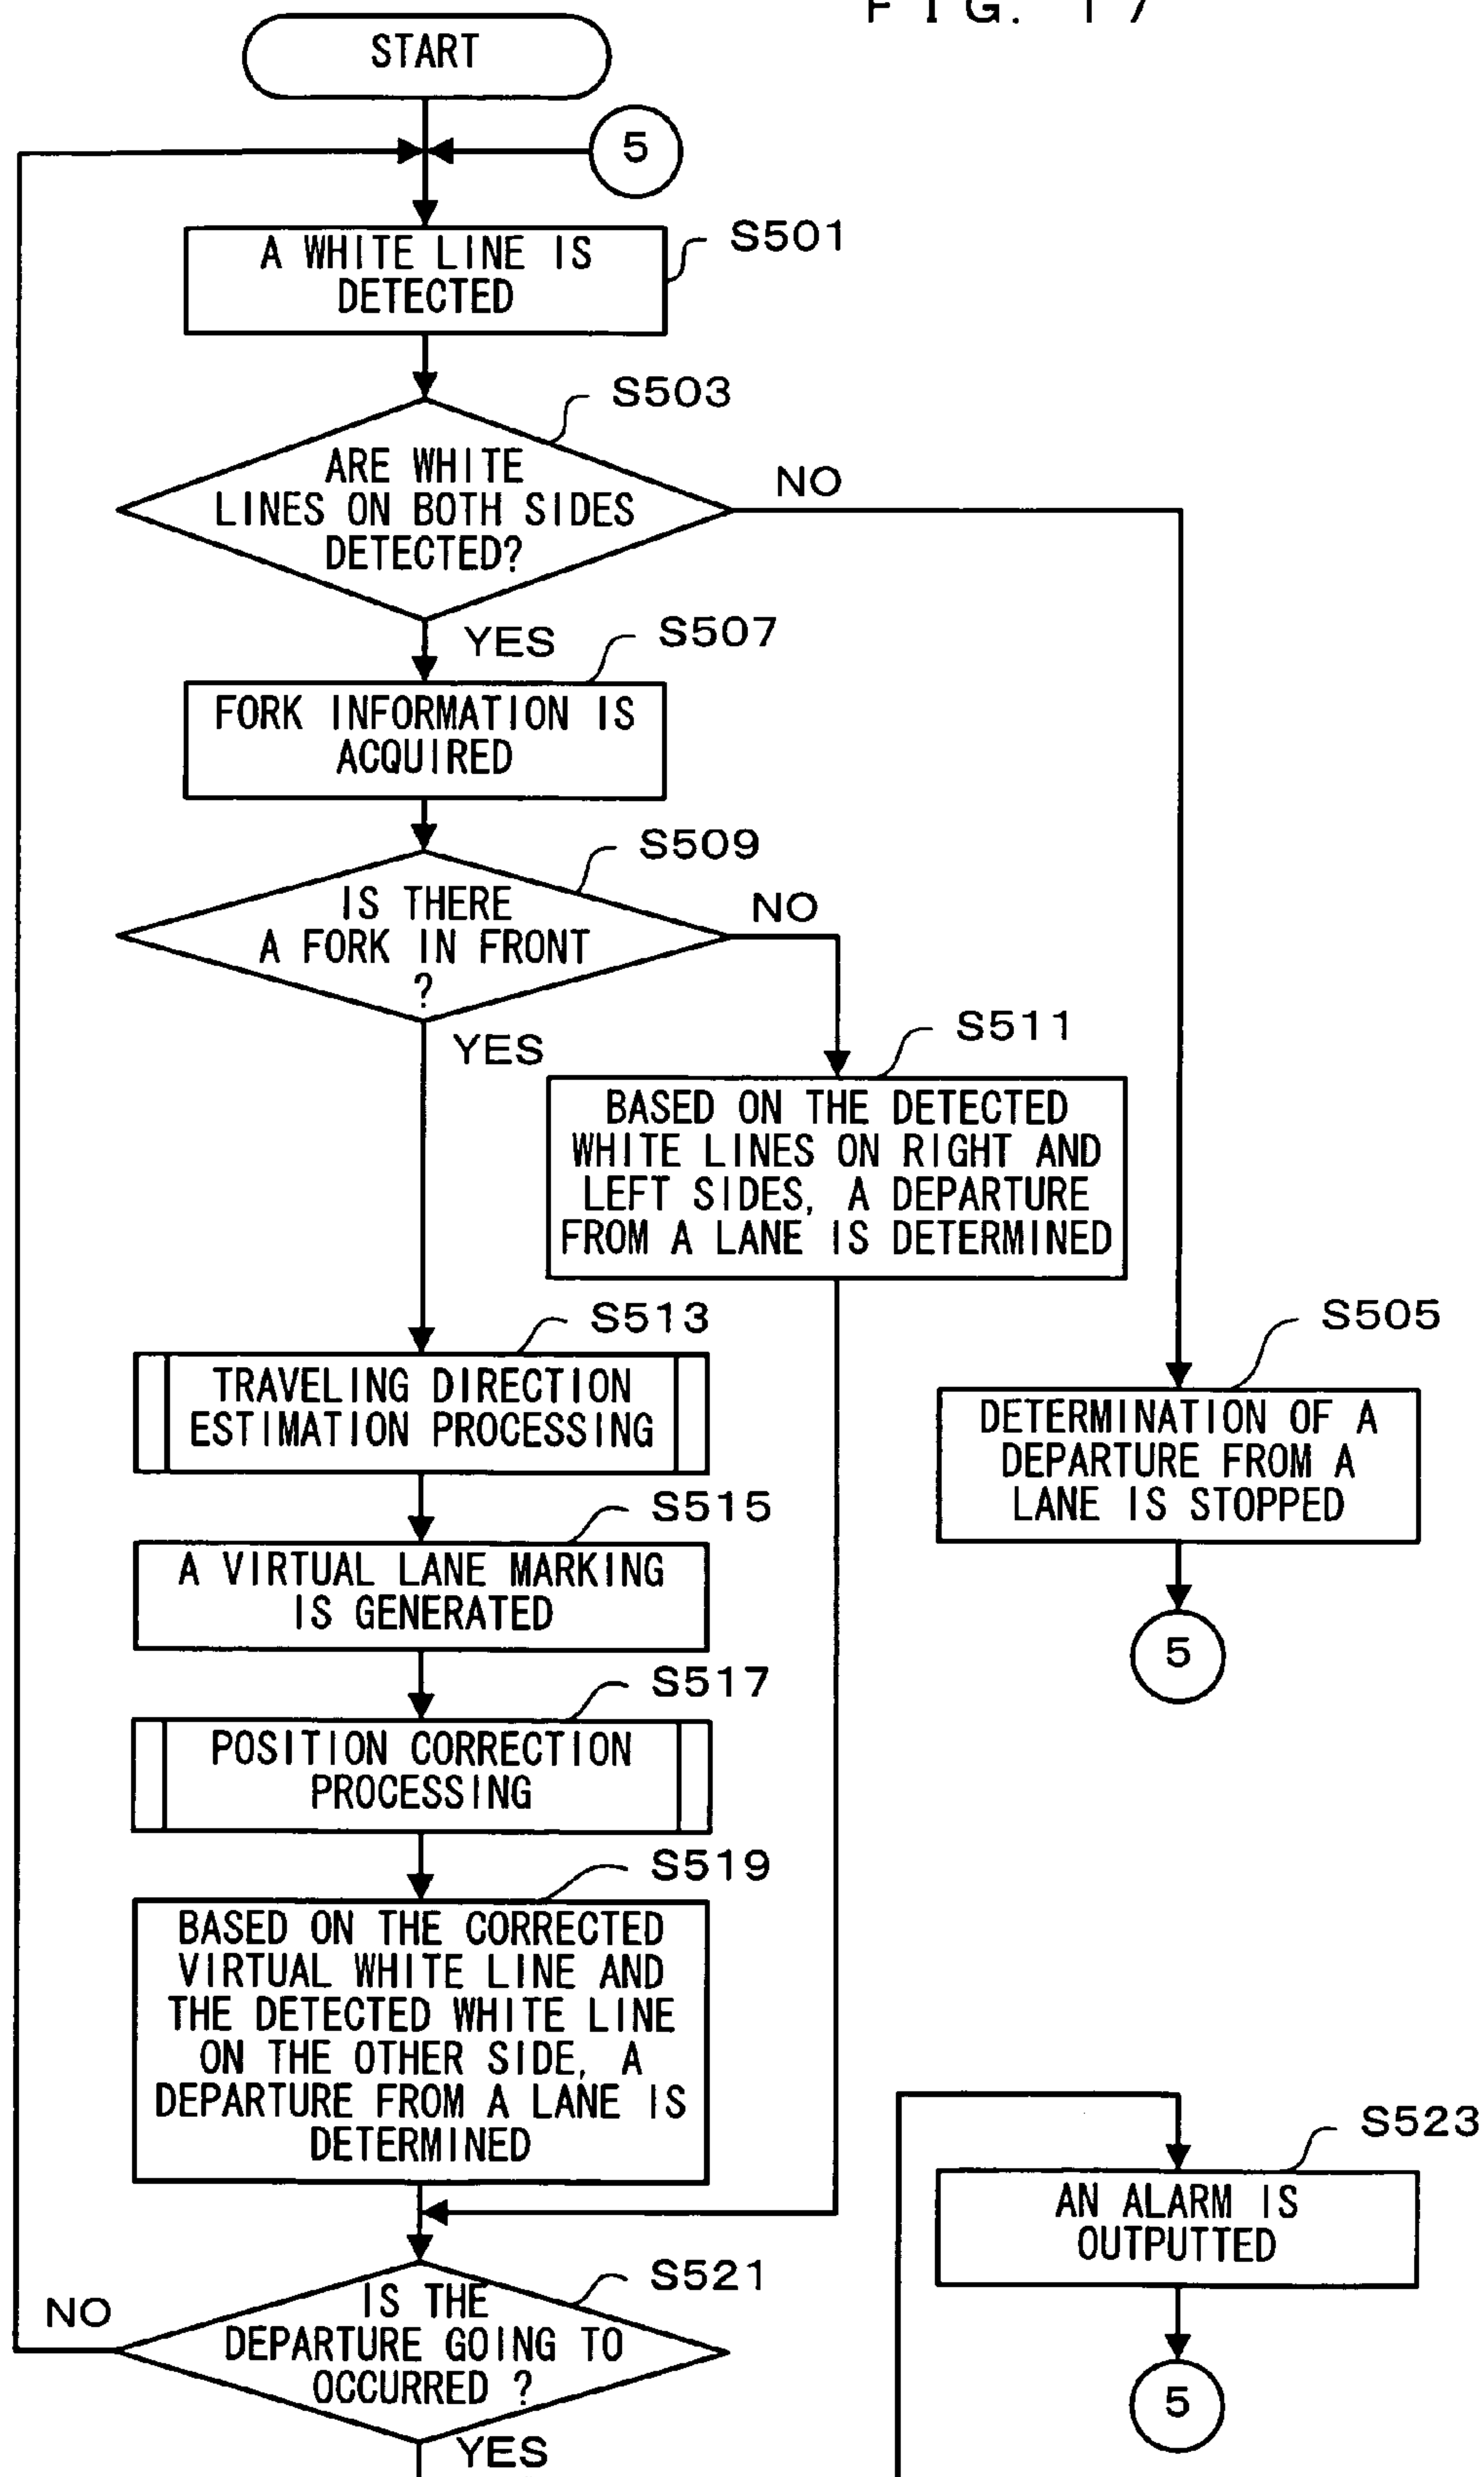 FIG. 17
START
5
A WHITE LINE IS
DETECTED
S501
S503
ARE WHITE
LINES ON BOTH SIDES
DETECTED?
NO
YES
S507
FORK INFORMATION IS
ACQUIRED
S509
IS THERE
A FORK IN FRONT
?
NO
YES
S511
BASED ON THE DETECTED
WHITE LINES ON RIGHT AND
LEFT SIDES, A DEPARTURE
FROM A LANE IS DETERMINED
S513
TRAVELING DIRECTION
ESTIMATION PROCESSING
S505
DETERMINATION OF A
DEPARTURE FROM A
LANE IS STOPPED
5
S515
A VIRTUAL LANE MARKING
IS GENERATED
S517
POSITION CORRECTION
PROCESSING
S519
BASED ON THE CORRECTED
VIRTUAL WHITE LINE AND
THE DETECTED WHITE LINE
ON THE OTHER SIDE, A
DEPARTURE FROM A LANE IS
DETERMINED
S523
AN ALARM IS
OUTPUTTED
5
S521
IS THE
DEPARTURE GOING TO
OCCURRED ?
NO
YES